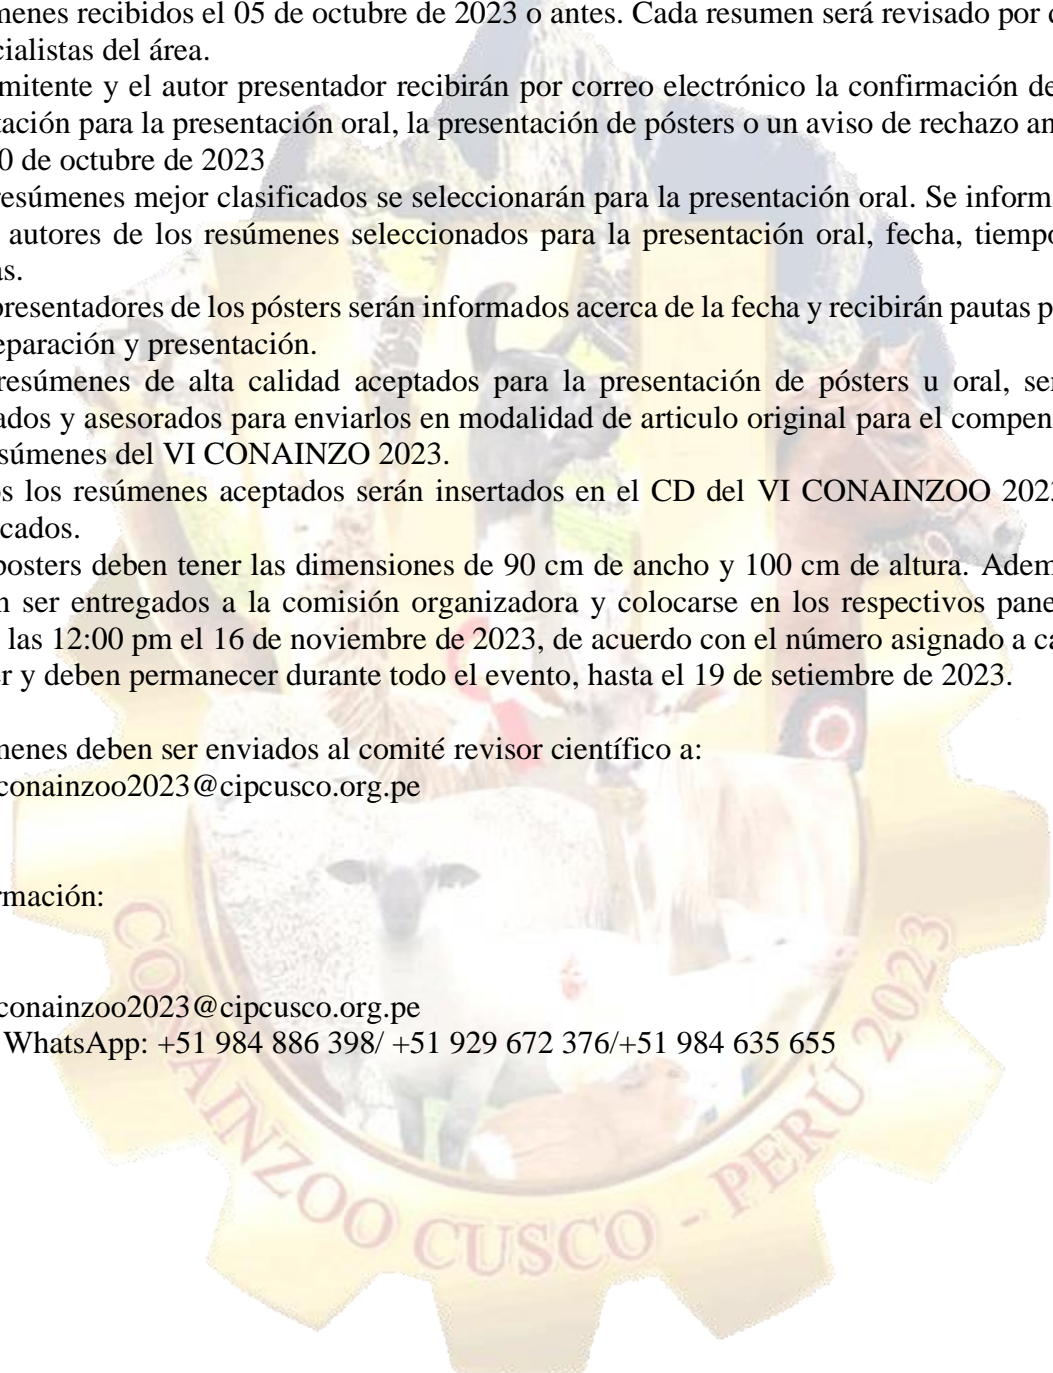 menes recibidos el 05 de octubre de 2023 o antes. Cada resumen será revisado por
cialistas del área.
mitente y el autor presentador recibirán por correo electrónico la confirmación de
tación para la presentación oral, la presentación de pósters o un aviso de rechazo an
0 de octubre de 2023
resúmenes mejor clasificados se seleccionarán para la presentación oral. Se inform
autores de los resúmenes seleccionados para la presentación oral, fecha, tiempo
as.
presentadores de los pósters serán informados acerca de la fecha y recibirán pautas p
eparación y presentación.
resúmenes de alta calidad aceptados para la presentación de pósters u oral, ser
ados y asesorados para enviarlos en modalidad de articulo original para el compen
súmenes del VI CONAINZO 2023.
os los resúmenes aceptados serán insertados en el CD del VI CONAINZOO 2023
icados.
posters deben tener las dimensiones de 90 cm de ancho y 100 cm de altura. Adem
n ser entregados a la comisión organizadora y colocarse en los respectivos pane
las 12:00 pm el 16 de noviembre de 2023, de acuerdo con el número asignado a ca
er y deben permanecer durante todo el evento, hasta el 19 de setiembre de 2023.
menes deben ser enviados al comité revisor científico a:
conainzoo2023@cipcusco.org.pe
rmación:
conainzoo2023@cipcusco.org.pe
WhatsApp: +51 984 886 398/ +51 929 672 376/+51 984 635 655
VI
CONAINZOO CUSCO - PERÚ 2023